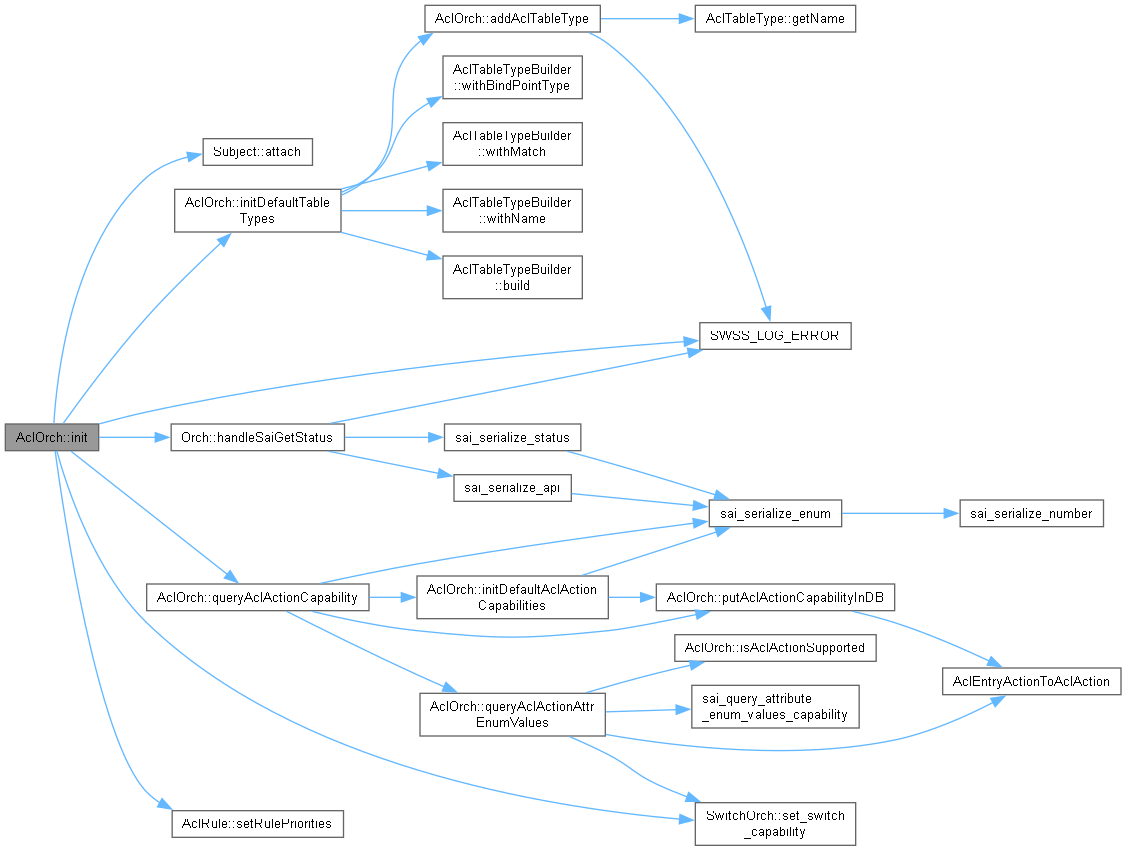 AclOrch::addAclTableType
AclTableType::getName
AclTableTypeBuilder
::withBindPointType
AclTableTypeBuilder
::withMatch
Subject::attach
AclOrch::initDefaultTable
Types
AclTableTypeBuilder
::withName
AclTableTypeBuilder
::build
SWSS_LOG_ERROR
AclOrch::init
Orch::handleSaiGetStatus
sai_serialize_status
sai_serialize_api
sai_serialize_enum
sai_serialize_number
AclOrch::queryAclActionCapability
AclOrch::initDefaultAclAction
Capabilities
AclOrch::putAclActionCapabilityInDB
AclOrch::isAclActionSupported
AclEntryActionToAclAction
AclOrch::queryAclActionAttr
EnumValues
sai_query_attribute
_enum_values_capability
AclRule::setRulePriorities
SwitchOrch::set_switch
_capability